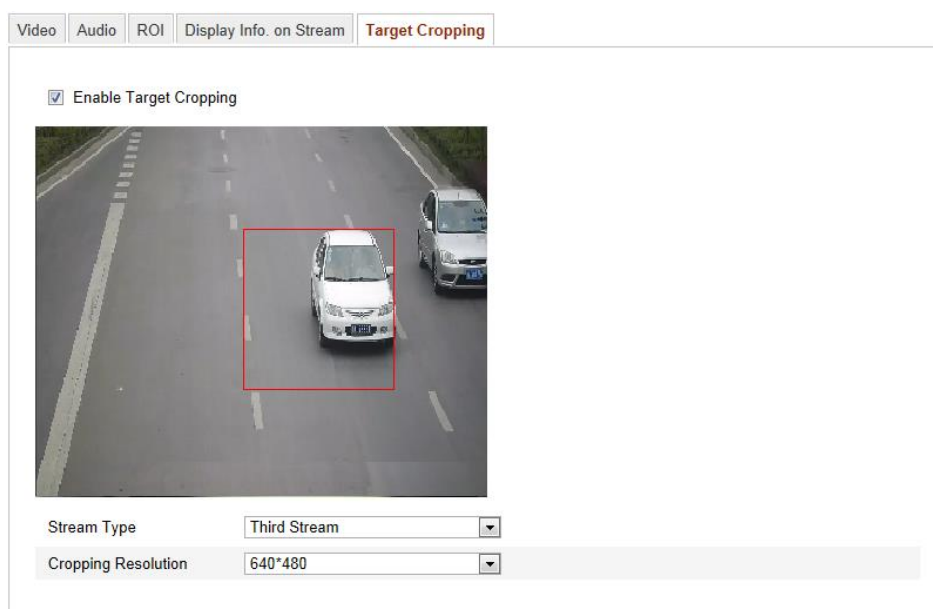 Video Audio ROI Display Info. on Stream Target Cropping
Enable Target Cropping
Stream Type Third Stream
Cropping Resolution 640*480